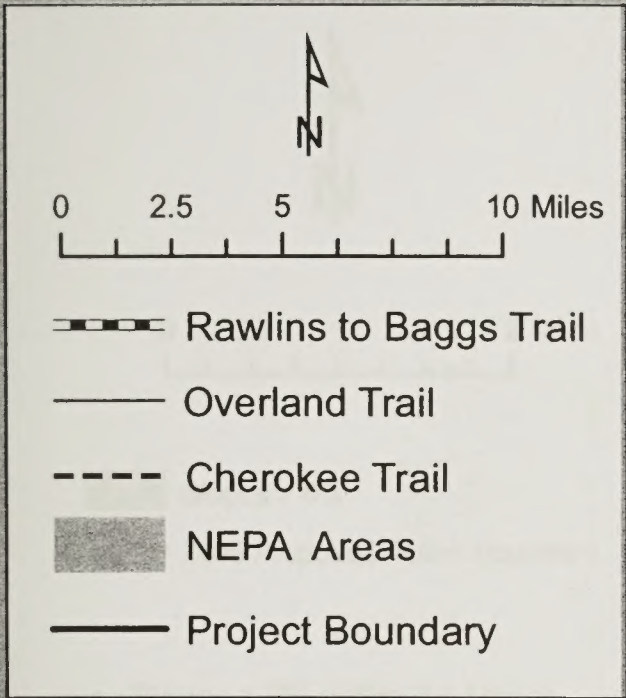 N
0 2.5 5 10 Miles
Rawlins to Baggs Trail
Overland Trail
Cherokee Trail
NEPA Areas
Project Boundary